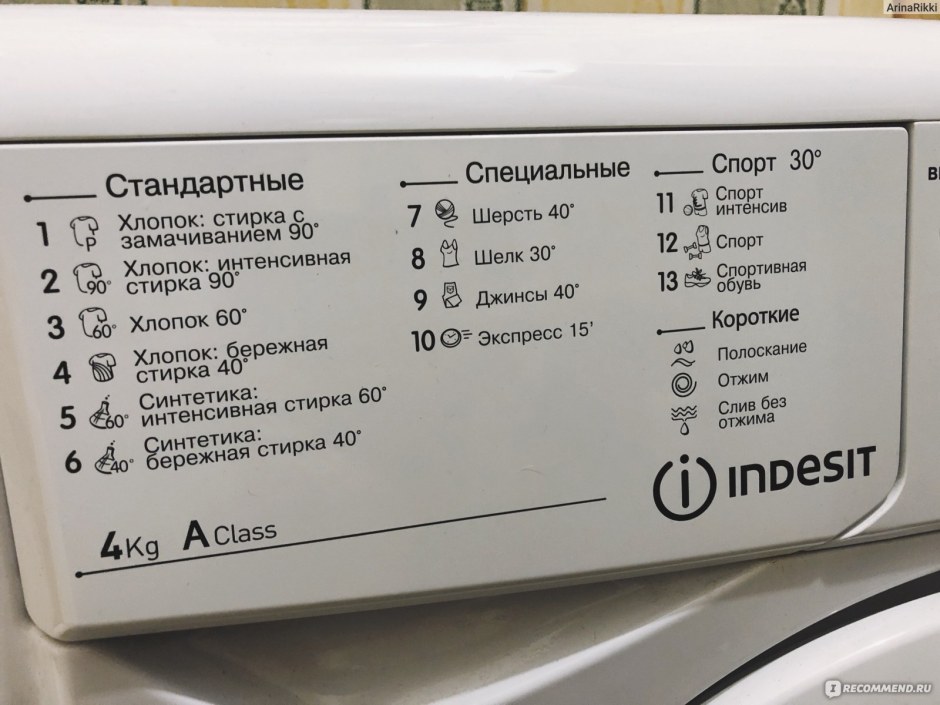 ArinaRikki
Стандартные
1 P Хлопок: стирка с
замачиванием 90°
2 90° Хлопок: интенсивная
стирка 90°
3 60° Хлопок 60°
4 Хлопок: бережная
стирка 40°
5 60° Синтетика:
интенсивная стирка 60°
6 40° Синтетика:
бережная стирка 40°
4Kg A Class
Специальные
7 Шерсть 40°
8 Шелк 30°
9 Джинсы 40°
10 Экспресс 15'
Спорт 30°
11 Спорт
интенсив
12 Спорт
13 Спортивная
обувь
Короткие
Полоскание
Отжим
Слив без
отжима
INDESIT
I RECOMMEND.RU